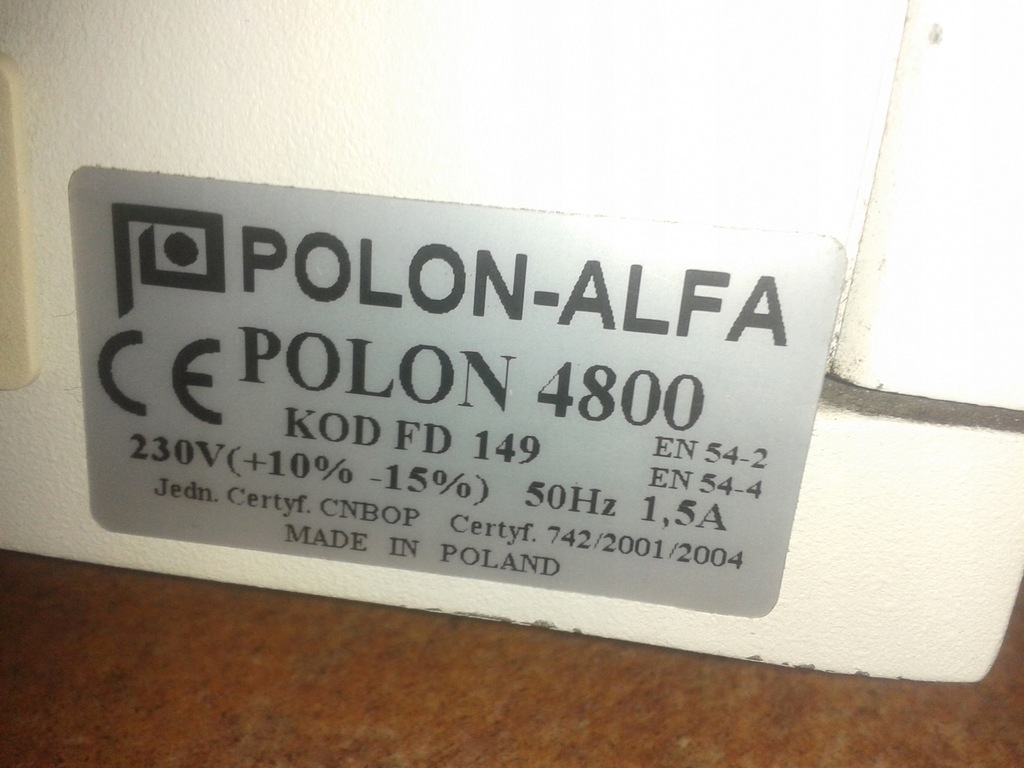 POLON-ALFA
CE POLON 4800
KOD FD 149 EN 54-2
EN 54-4
230V(+10% -15%) 50Hz 1,5A
Jedn. Certyf. CNBOP Certyf. 742/2001/2004
MADE IN POLAND